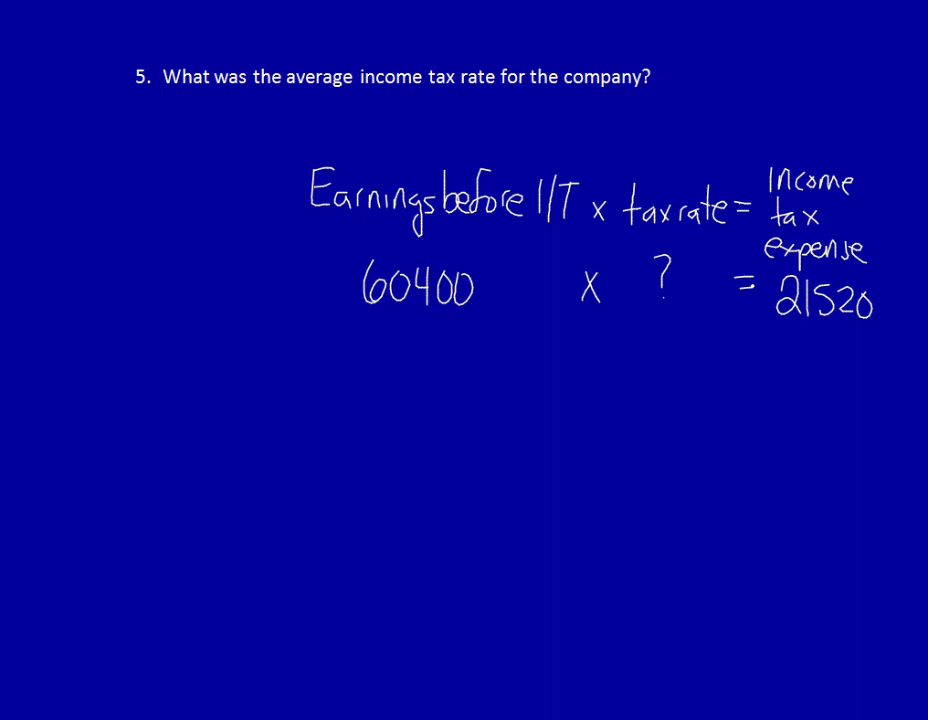 5. What was the average income tax rate for the company?
Earnings before I/T x tax rate = Income tax expense
60400 x ? = 21520